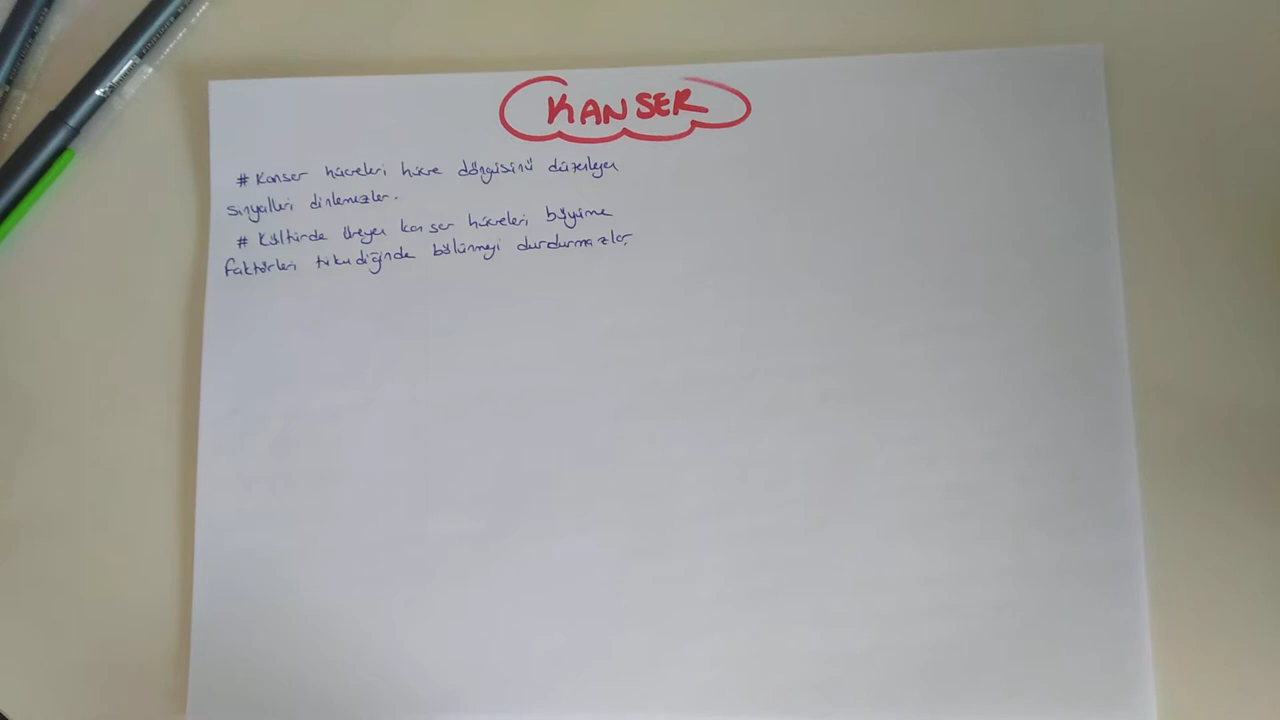 KANSER
# Kanser hücreleri hücre döngüsünü düzenleyen
sinyalleri dinlemezler.
# Kültürde üreyen kanser hücreleri büyüme
faktörleri tükendiğinde bölünmeyi durdurmazlar,